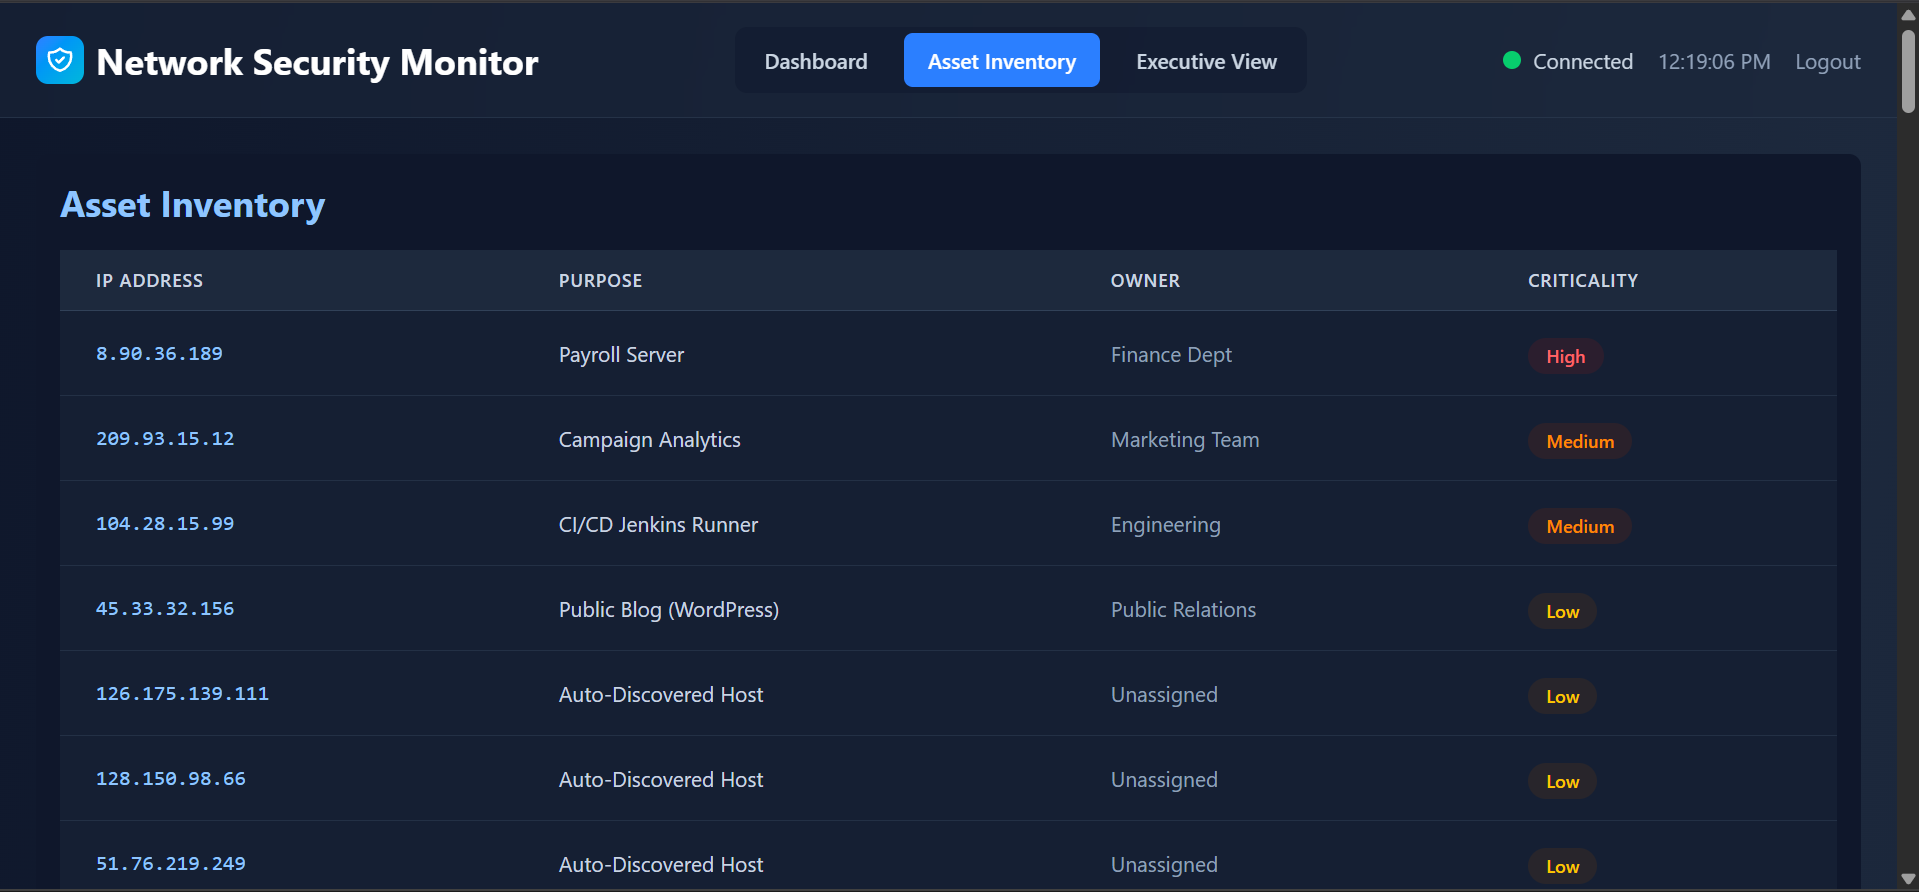 Network Security Monitor
Dashboard Asset Inventory Executive View
Connected 12:19:06 PM Logout
Asset Inventory
IP ADDRESS PURPOSE OWNER CRITICALITY
8.90.36.189 Payroll Server Finance Dept High
209.93.15.12 Campaign Analytics Marketing Team Medium
104.28.15.99 CI/CD Jenkins Runner Engineering Medium
45.33.32.156 Public Blog (WordPress) Public Relations Low
126.175.139.111 Auto-Discovered Host Unassigned Low
128.150.98.66 Auto-Discovered Host Unassigned Low
51.76.219.249 Auto-Discovered Host Unassigned Low